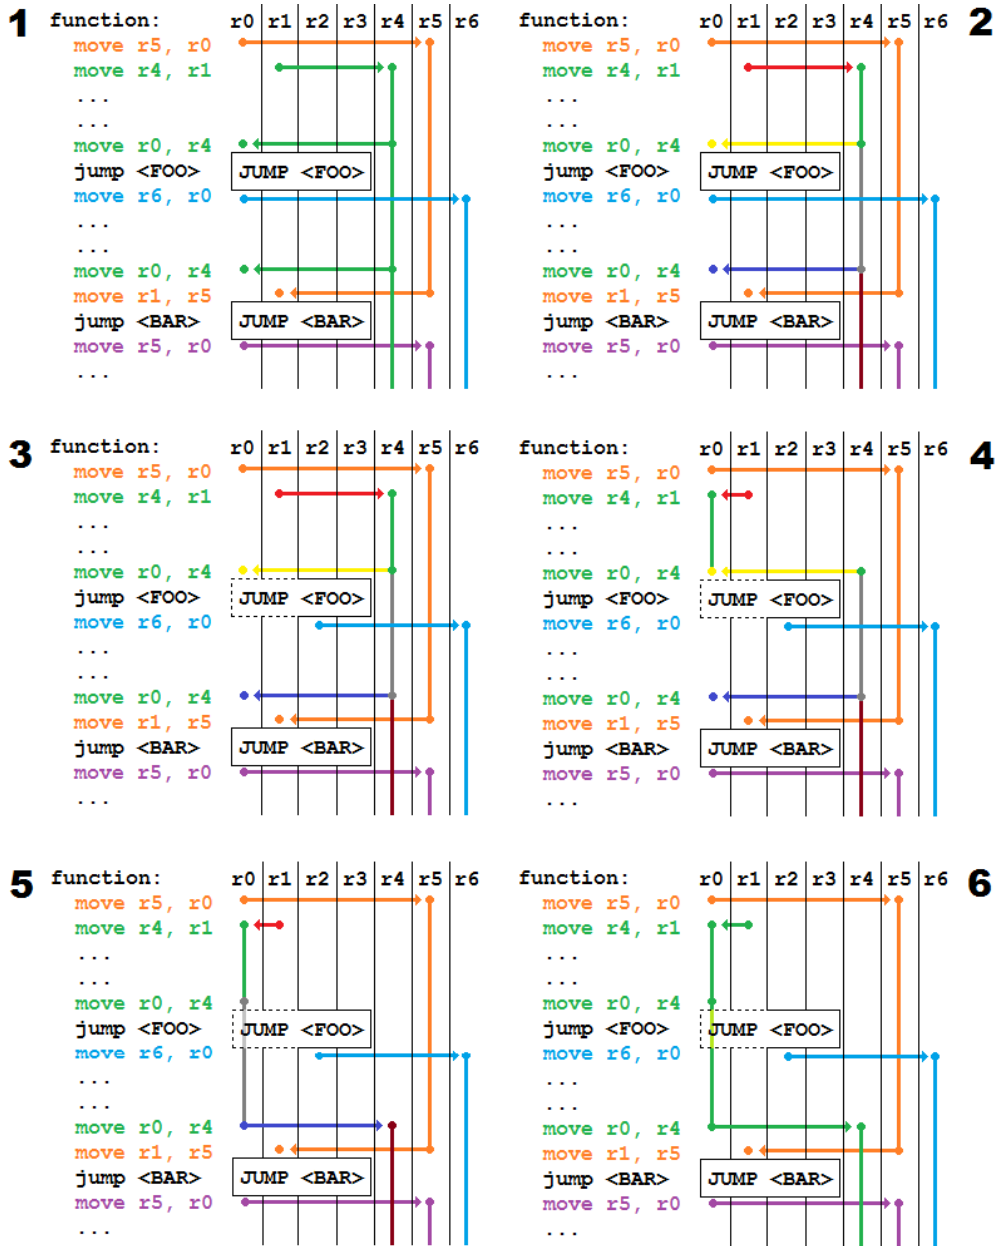 1 function: r0 r1 r2 r3 r4 r5 r6
move r5, r0
move r4, r1
...
...
move r0, r4
jump <FOO> JUMP <FOO>
move r6, r0
...
...
move r0, r4
move r1, r5
jump <BAR> JUMP <BAR>
move r5, r0
...
function: r0 r1 r2 r3 r4 r5 r6 2
move r5, r0
move r4, r1
...
...
move r0, r4
jump <FOO> JUMP <FOO>
move r6, r0
...
...
move r0, r4
move r1, r5
jump <BAR> JUMP <BAR>
move r5, r0
...
3 function: r0 r1 r2 r3 r4 r5 r6
move r5, r0
move r4, r1
...
...
move r0, r4
jump <FOO> JUMP <FOO>
move r6, r0
...
...
move r0, r4
move r1, r5
jump <BAR> JUMP <BAR>
move r5, r0
...
function: r0 r1 r2 r3 r4 r5 r6 4
move r5, r0
move r4, r1
...
...
move r0, r4
jump <FOO> JUMP <FOO>
move r6, r0
...
...
move r0, r4
move r1, r5
jump <BAR> JUMP <BAR>
move r5, r0
...
5 function: r0 r1 r2 r3 r4 r5 r6
move r5, r0
move r4, r1
...
...
move r0, r4
jump <FOO> JUMP <FOO>
move r6, r0
...
...
move r0, r4
move r1, r5
jump <BAR> JUMP <BAR>
move r5, r0
...
function: r0 r1 r2 r3 r4 r5 r6 6
move r5, r0
move r4, r1
...
...
move r0, r4
jump <FOO> JUMP <FOO>
move r6, r0
...
...
move r0, r4
move r1, r5
jump <BAR> JUMP <BAR>
move r5, r0
...